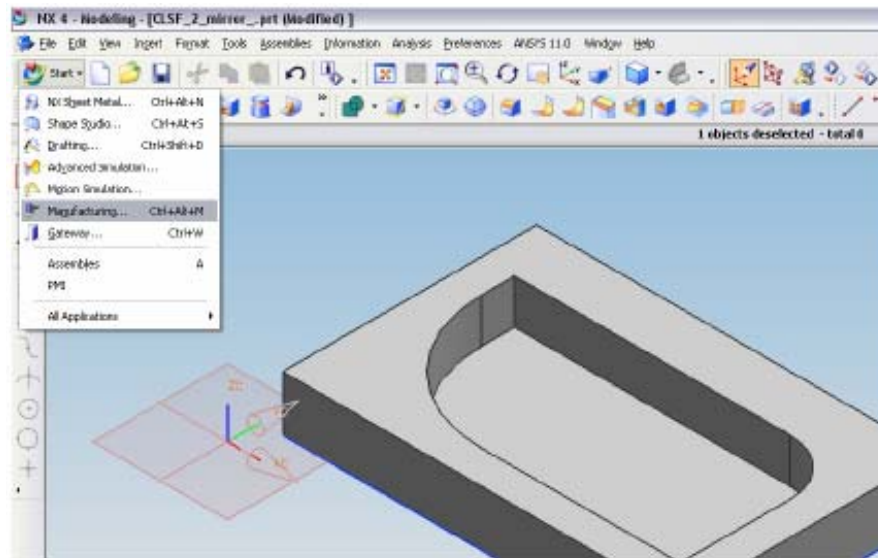 NX 4 - Modeling - [CLSF_2_mirror_.prt (Modified) ]
File Edit View Insert Format Tools Assemblies Information Analysis Preferences ANSYS 11.0 Window Help
Start
NX Sheet Metal... Ctrl+Alt+N
Shape Studio... Ctrl+Alt+S
Drafting... Ctrl+Shift+D
Advanced Simulation...
Motion Simulation...
Manufacturing... Ctrl+Alt+M
Gateway... Ctrl+W
Assemblies A
PMI
All Applications
1 objects deselected - total 0